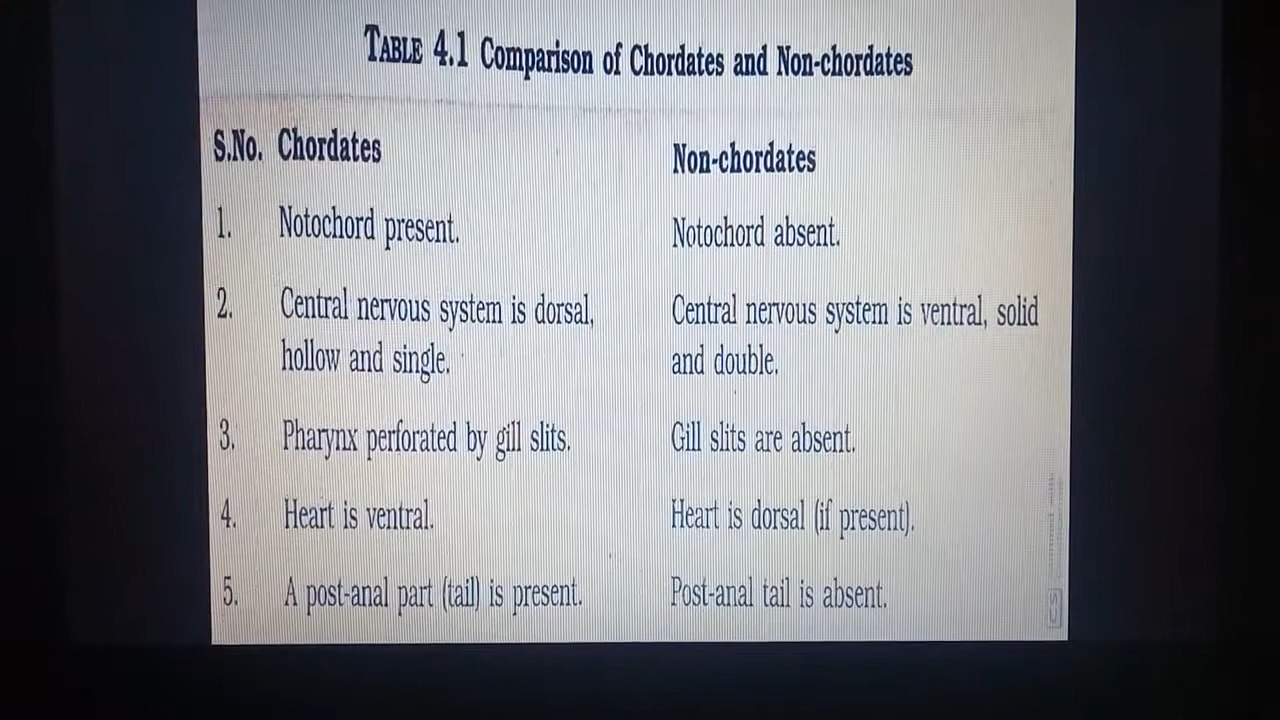 TABLE 4.1 Comparison of Chordates and Non-chordates
S.No. Chordates Non-chordates
1. Notochord present. Notochord absent.
2. Central nervous system is dorsal, Central nervous system is ventral, solid
hollow and single. and double.
3. Pharynx perforated by gill slits. Gill slits are absent.
4. Heart is ventral. Heart is dorsal (if present).
5. A post-anal part (tail) is present. Post-anal tail is absent.
CS